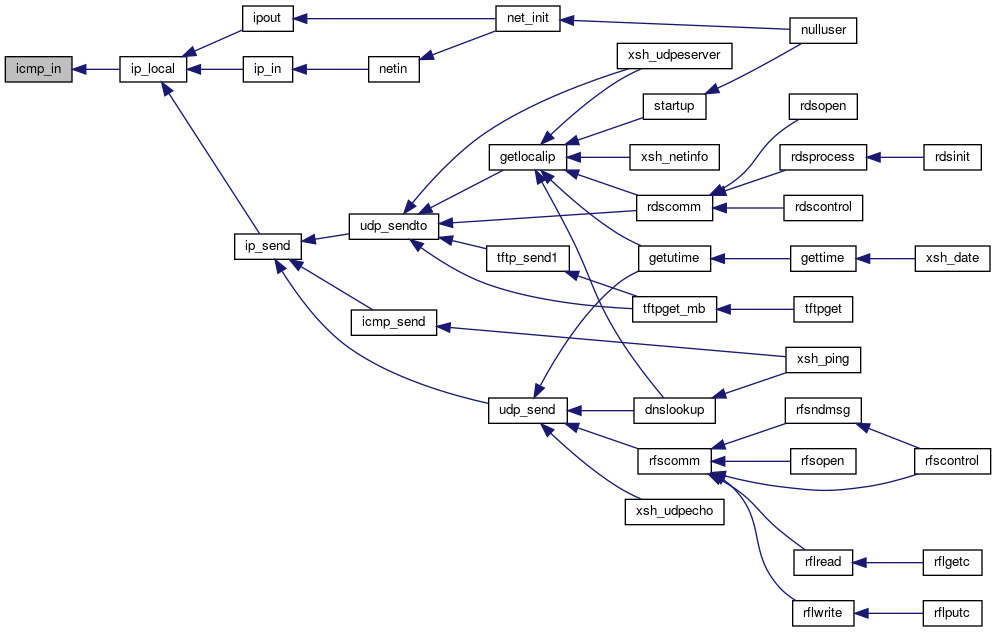 ipout
net_init
nulluser
xsh_udpeserver
icmp_in
ip_local
ip_in
netin
startup
rdsopen
getlocalip
xsh_netinfo
rdsprocess
rdsinit
rdscomm
rdscontrol
udp_sendto
ip_send
tftp_send1
getutime
gettime
xsh_date
tftpget_mb
tftpget
icmp_send
xsh_ping
udp_send
dnslookup
rfsndmsg
rfscomm
rfsopen
rfscontrol
xsh_udpecho
rflread
rflgetc
rflwrite
rflputc